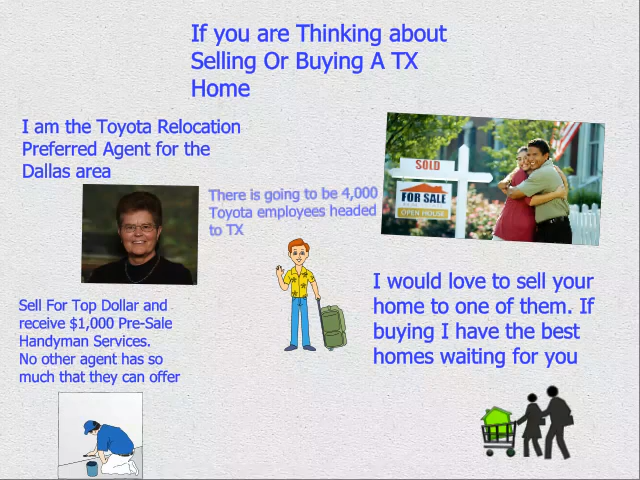 If you are Thinking about
Selling Or Buying A TX
Home
I am the Toyota Relocation
Preferred Agent for the
Dallas area
There is going to be 4,000
Toyota employees headed
to TX
SOLD
FOR SALE
OPEN HOUSE
I would love to sell your
home to one of them. If
buying I have the best
homes waiting for you
Sell For Top Dollar and
receive $1,000 Pre-Sale
Handyman Services.
No other agent has so
much that they can offer